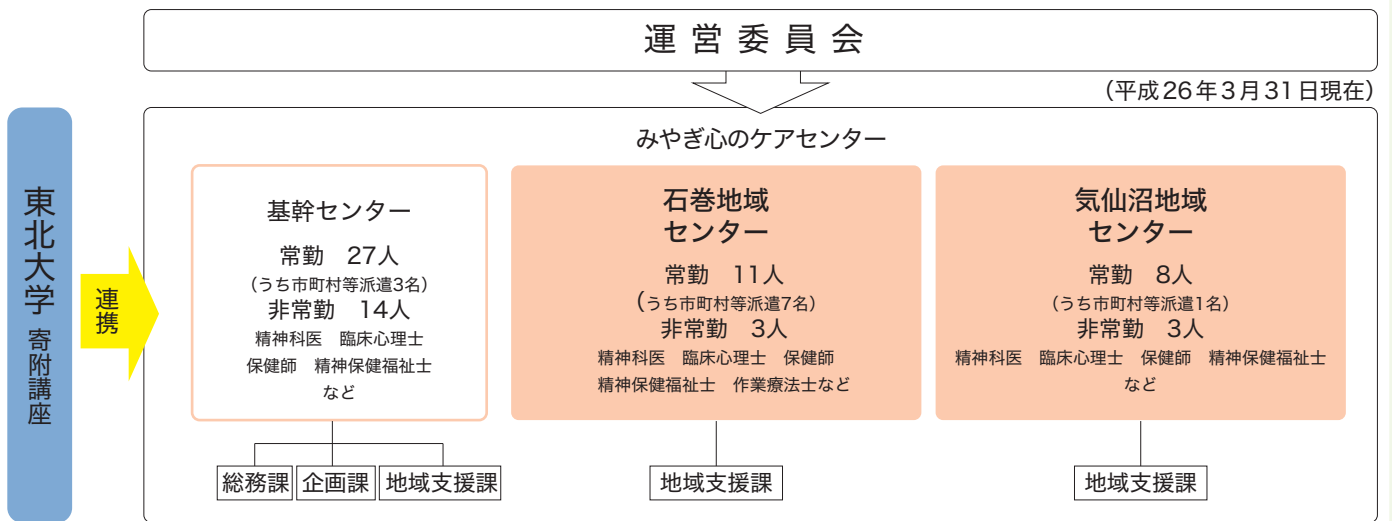 運営委員会
(平成26年3月31日現在)
東北大学 寄附講座
連携
みやぎ心のケアセンター
基幹センター
常勤 27人
(うち市町村等派遣3名)
非常勤 14人
精神科医 臨床心理士
保健師 精神保健福祉士
など
石巻地域
センター
常勤 11人
(うち市町村等派遣7名)
非常勤 3人
精神科医 臨床心理士 保健師
精神保健福祉士 作業療法士など
気仙沼地域
センター
常勤 8人
(うち市町村等派遣1名)
非常勤 3人
精神科医 臨床心理士 保健師 精神保健福祉士
など
総務課
企画課
地域支援課
地域支援課
地域支援課